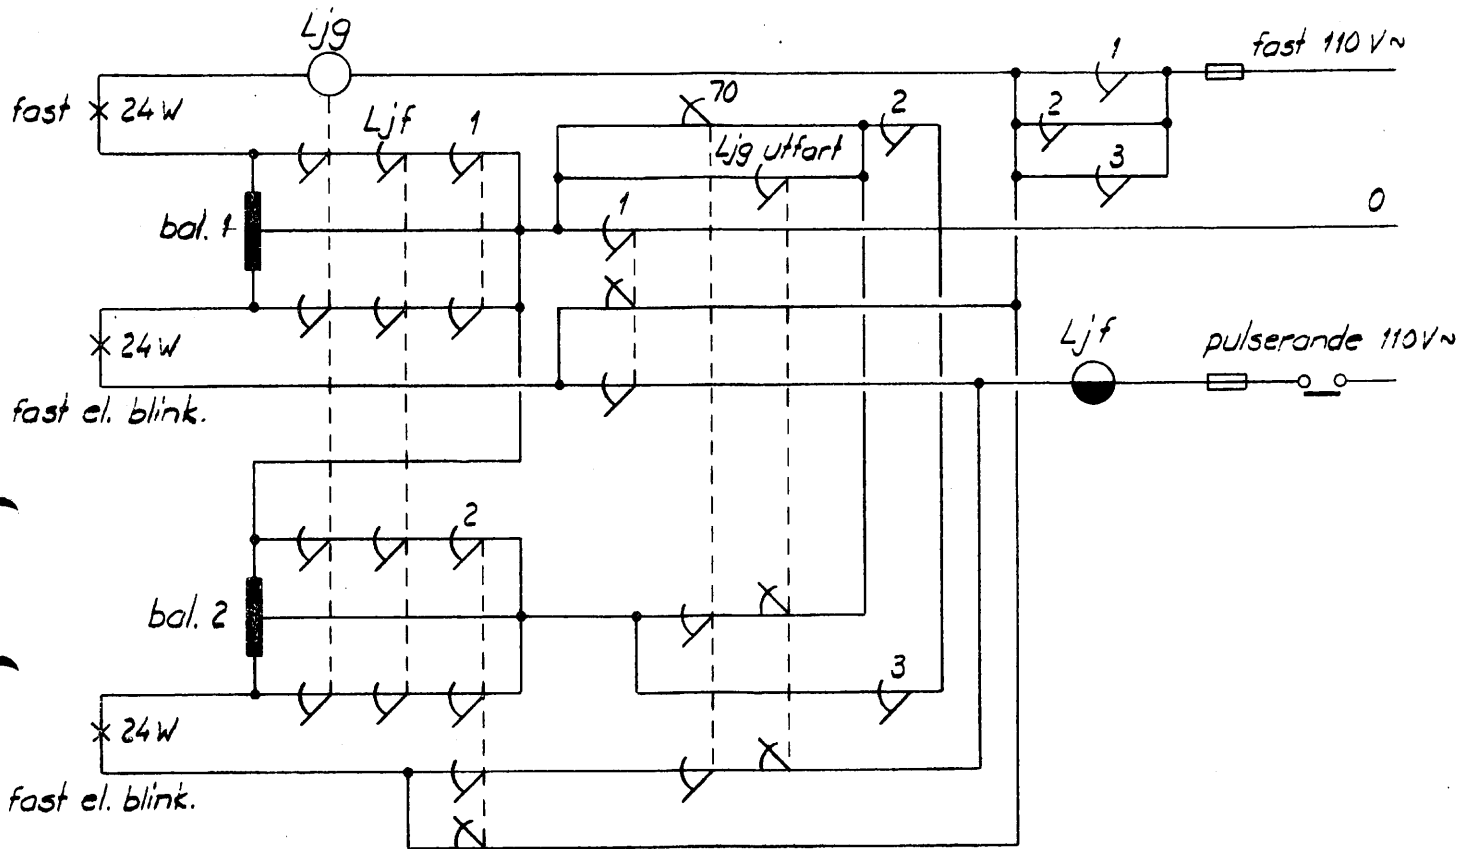 Ljg
fast 110 V~
1
fast
24 W
Ljf
1
70
2
2
Ljg utfart
3
bal. 1
1
0
24 W
Ljf
pulserande 110V~
fast el. blink.
2
bal. 2
3
24 W
fast el. blink.